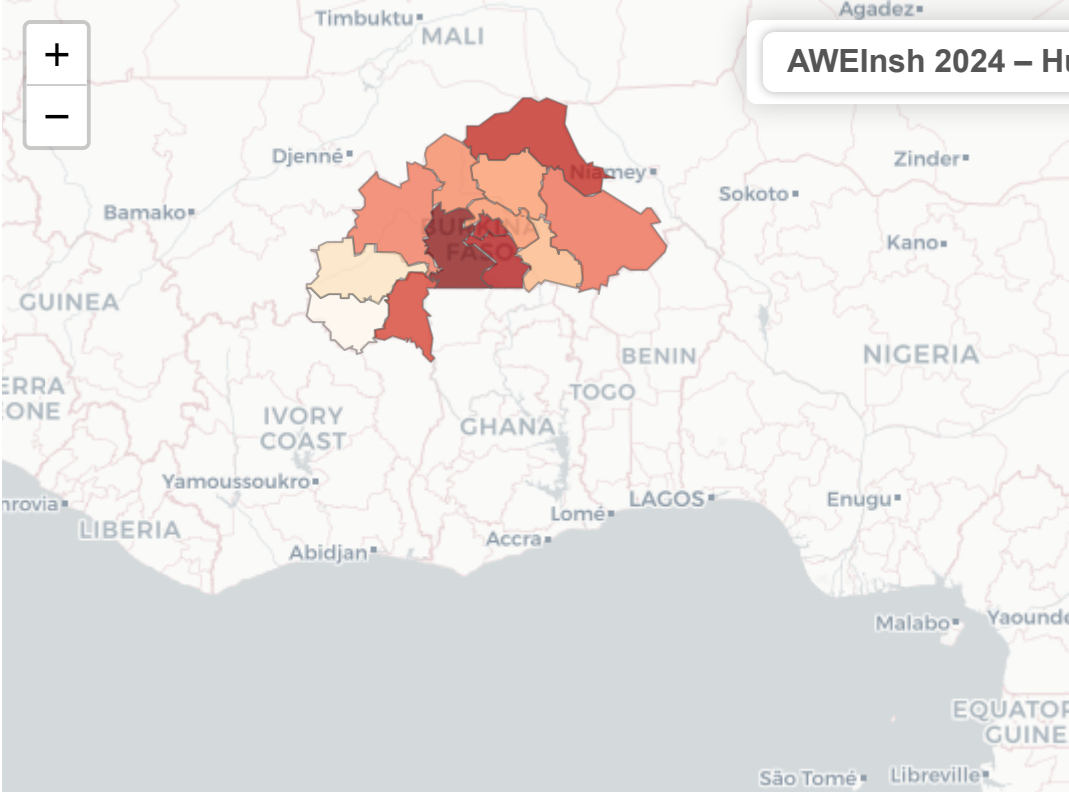 +
−
Timbuktu
MALI
Agadez
AWEInsh 2024 – Hu
Djenné
Niamey
Zinder
Sokoto
Bamako
BURKINA
FASO
Kano
GUINEA
BENIN
NIGERIA
ERRA
ONE
TOGO
IVORY
COAST
GHANA
Yamoussoukro
nrovia
LIBERIA
LAGOS
Enugu
Lomé
Accra
Abidjan
Malabo
Yaounde
EQUATOR
GUINE
São Tomé
Libreville